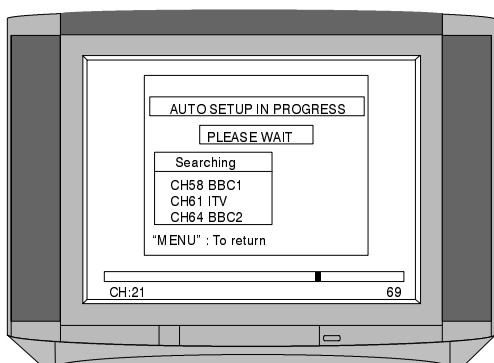 AUTO SETUP IN PROGRESS
PLEASE WAIT
Searching
CH58 BBC1
CH61 ITV
CH64 BBC2
“MENU” : To return
CH:21 69